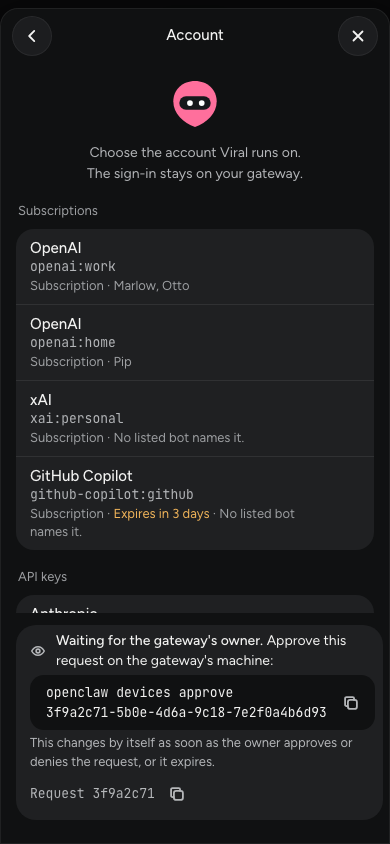 Account
Choose the account Viral runs on.
The sign-in stays on your gateway.
Subscriptions
OpenAI
openai:work
Subscription · Marlow, Otto
OpenAI
openai:home
Subscription · Pip
xAI
xai:personal
Subscription · No listed bot names it.
GitHub Copilot
github-copilot:github
Subscription · Expires in 3 days · No listed bot
names it.
API keys
Anthropic
Waiting for the gateway's owner. Approve this
request on the gateway's machine:
openclaw devices approve
3f9a2c71-5b0e-4d6a-9c18-7e2f0a4b6d93
This changes by itself as soon as the owner approves or
denies the request, or it expires.
Request 3f9a2c71